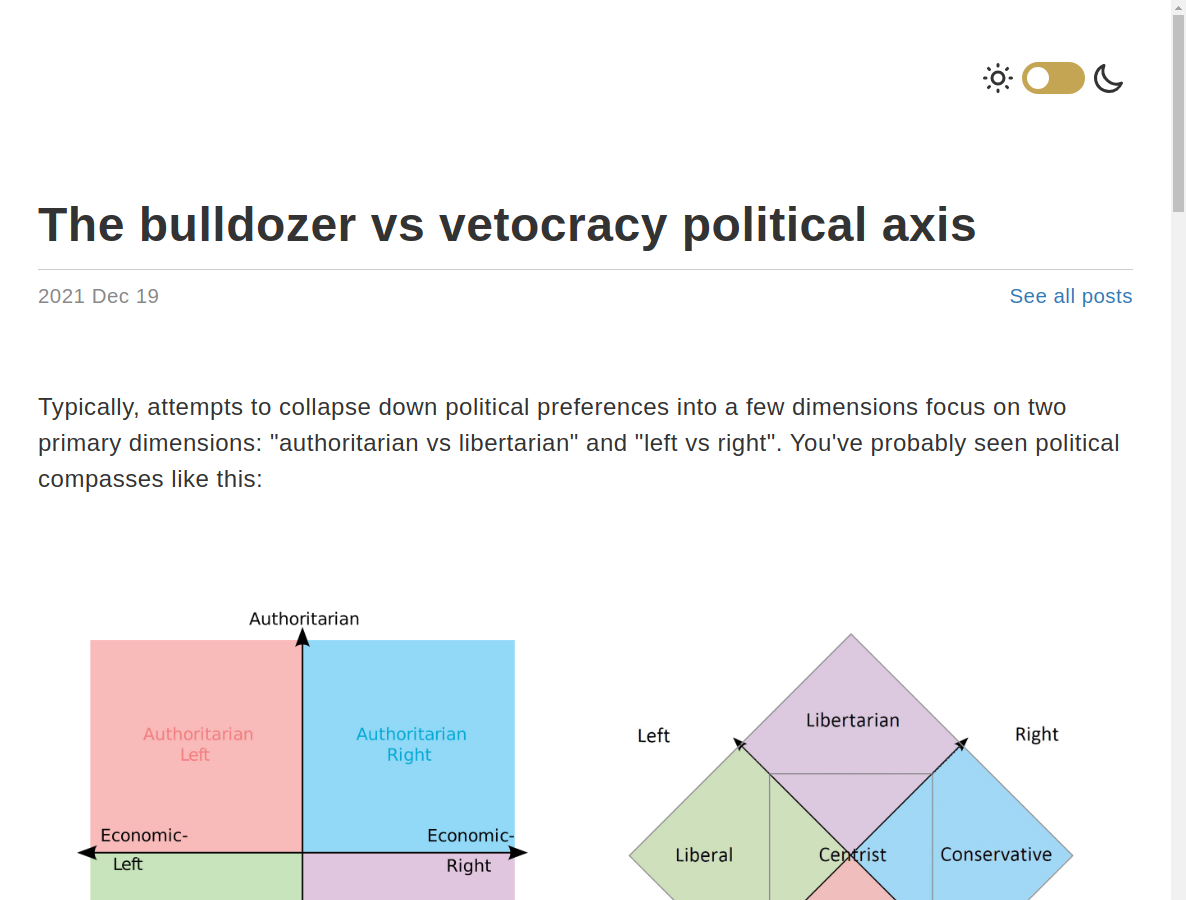 The bulldozer vs vetocracy political axis
2021 Dec 19
See all posts
Typically, attempts to collapse down political preferences into a few dimensions focus on two
primary dimensions: "authoritarian vs libertarian" and "left vs right". You've probably seen political
compasses like this:
Authoritarian
Authoritarian
Left
Authoritarian
Right
Economic-
Left
Economic-
Right
Libertarian
Left
Right
Liberal
Centrist
Conservative